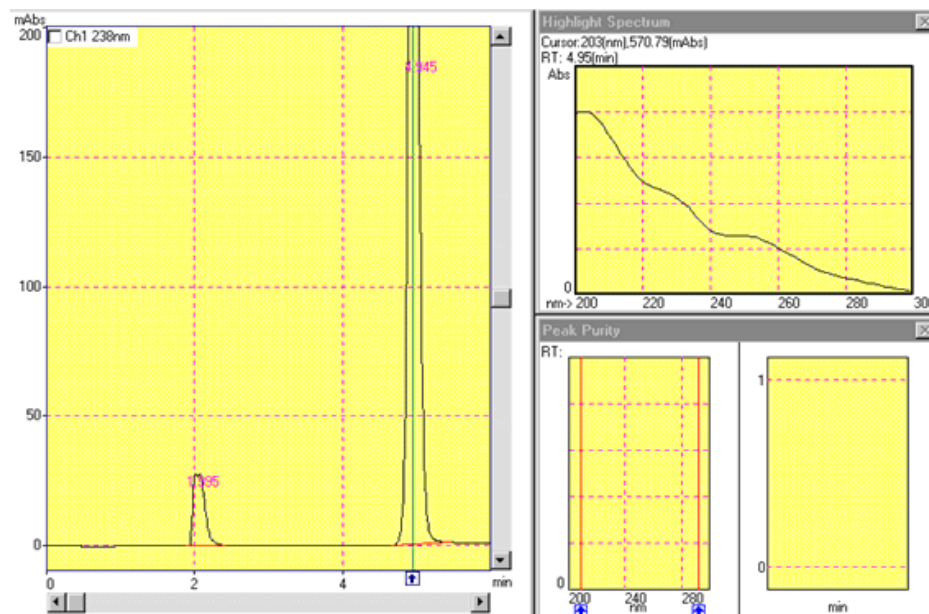 mAbs
200
Ch1 238nm
4.945
150
100
50
1.995
0
0 2 4 min
Highlight Spectrum
Cursor:203(nm),570.79(mAbs)
RT: 4.95(min)
Abs
0
nm-> 200 220 240 260 280 30
Peak Purity
RT:
0
200 240 280
nm
1
0
min